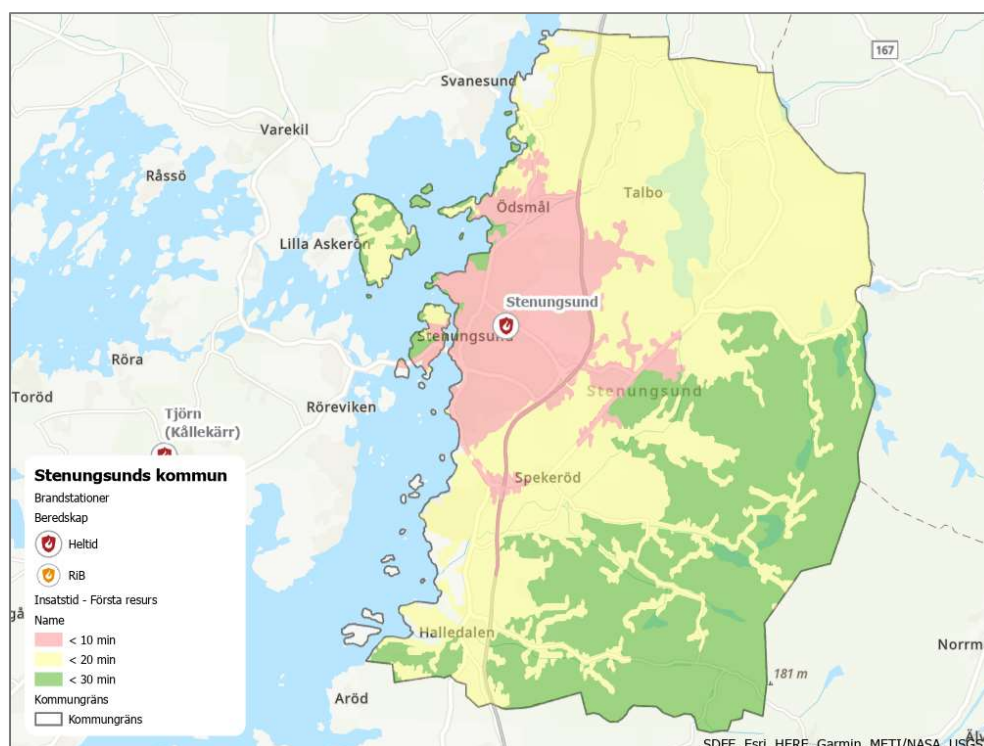 167
Svanesund
Varekil
Råssö
Ödsmål
Talbo
Lilla Askerön
Stenungsund
Stenungsund
Röra
Stenungsund
Toröd
Röreviken
Tjörn
(Kållekärr)
Spekeröd
Halledalen
Aröd
181 m
Norrm
Stenungsunds kommun
Brandstationer
Beredskap
Heltid
RiB
Insatstid - Första resurs
Name
< 10 min
< 20 min
< 30 min
Kommungräns
Kommungräns
SDFE, Esri, HERE, Garmin, METI/NASA, USGS